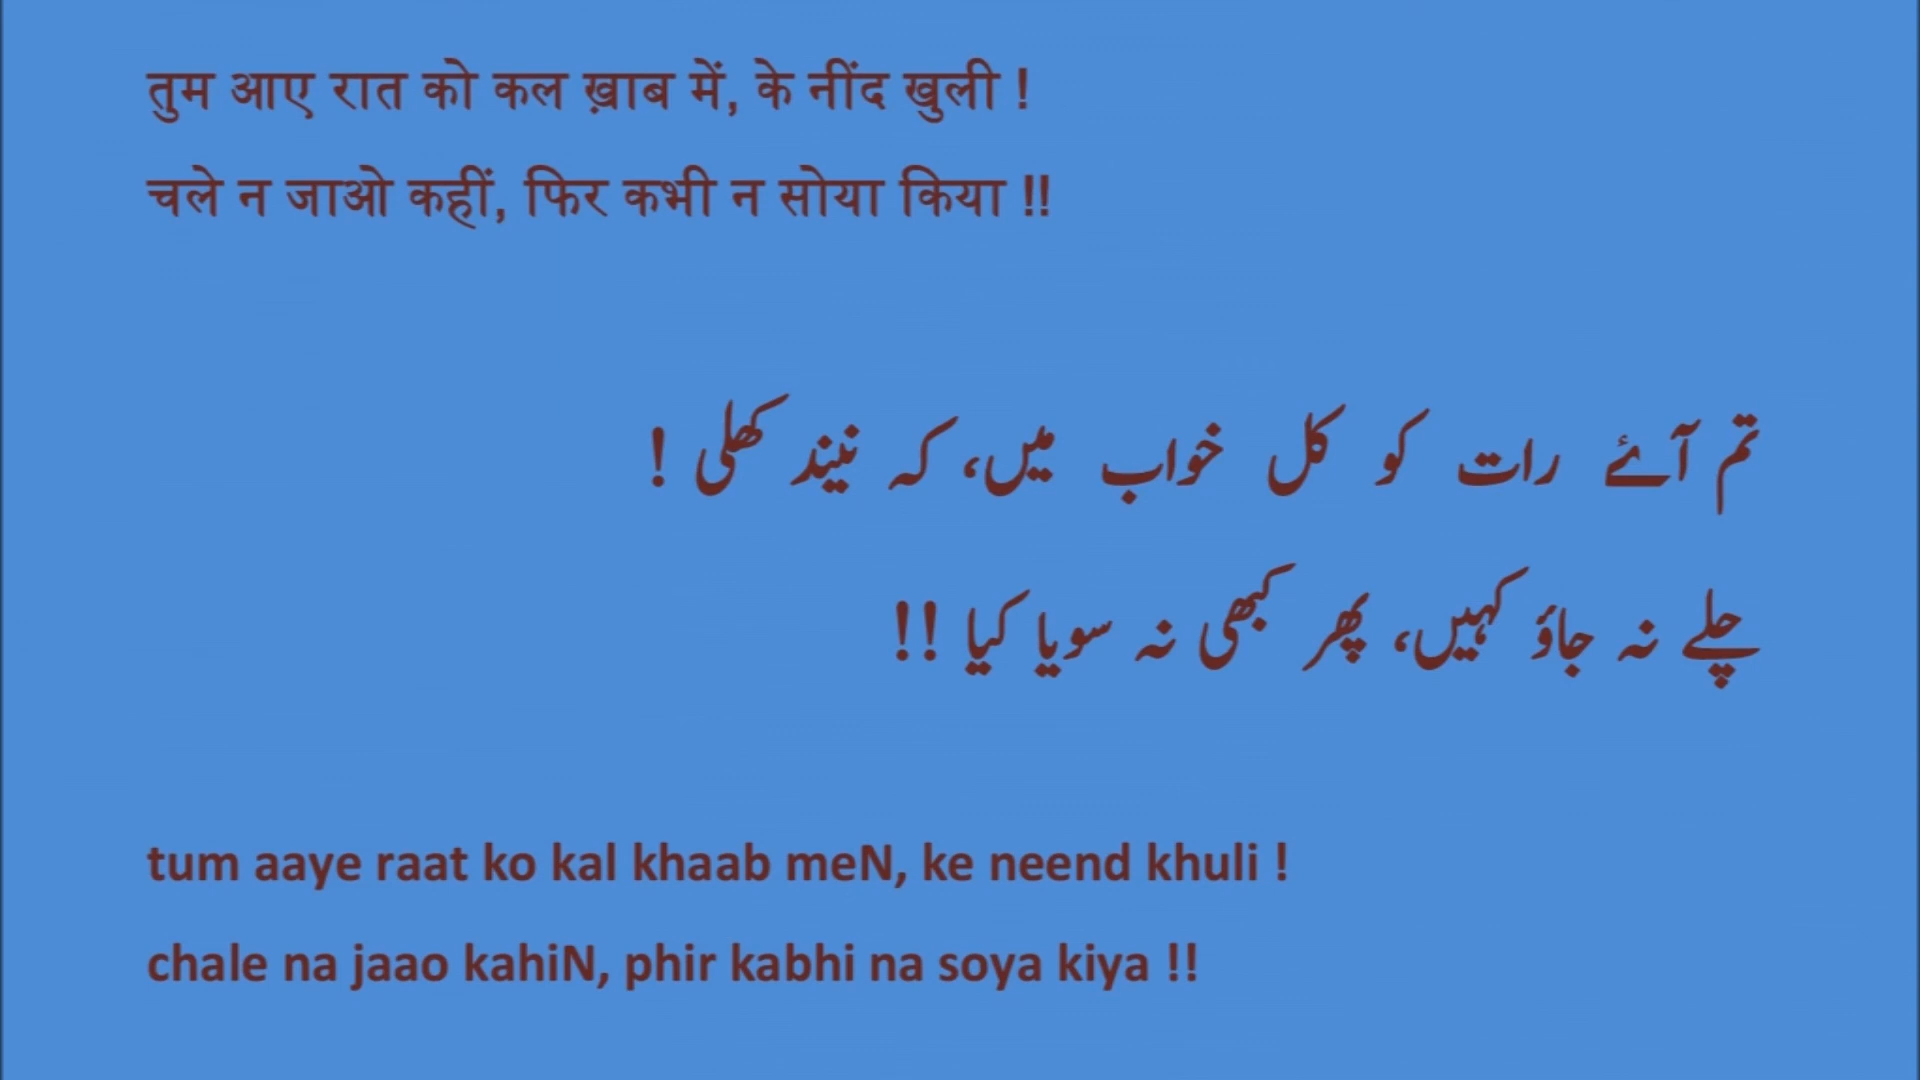 तुम आए रात को कल ख़ाब में, के नींद खुली !
चले न जाओ कहीं, फिर कभी न सोया किया !!
تم آئے رات کو کل خواب میں، کہ نیند کھلی !
چلے نہ جاؤ کہیں، پھر کبھی نہ سویا کیا !!
tum aaye raat ko kal khaab meN, ke neend khuli !
chale na jaao kahiN, phir kabhi na soya kiya !!